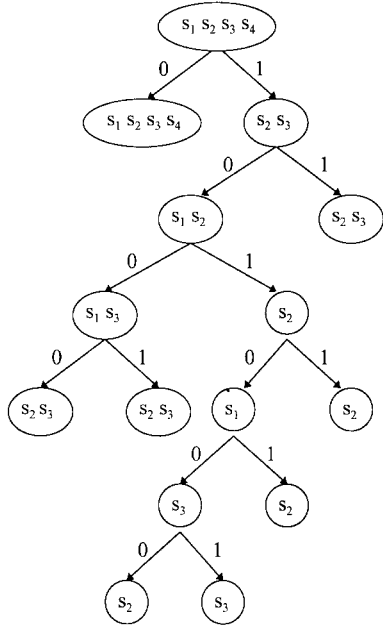 s₁ s₂ s₃ s₄
0 1
s₁ s₂ s₃ s₄ s₂ s₃
0 1
s₁ s₂ s₂ s₃
0 1
s₁ s₃ s₂
0 1 0 1
s₂ s₃ s₂ s₃ s₁ s₂
0 1
s₃ s₂
0 1
s₂ s₃